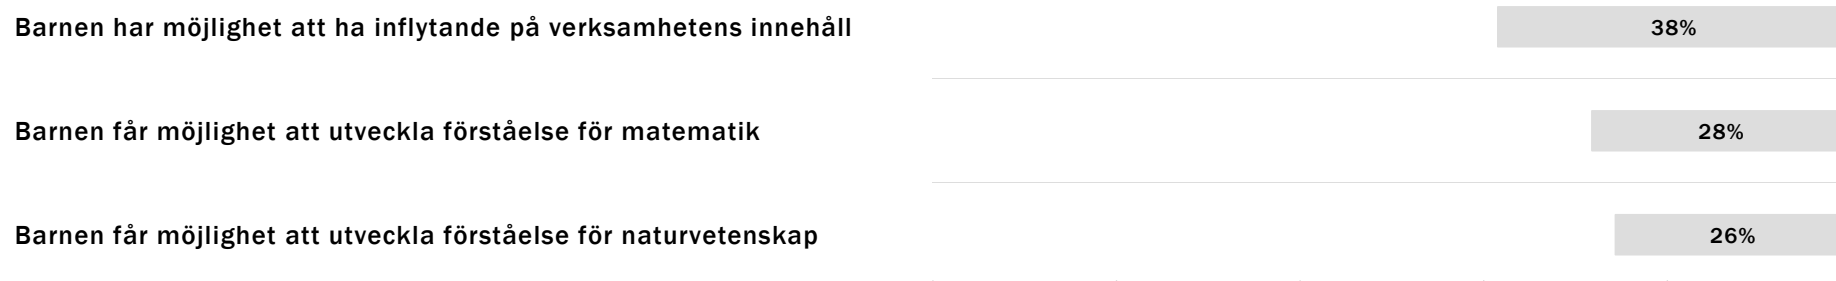 Barnen har möjlighet att ha inflytande på verksamhetens innehåll 38%
Barnen får möjlighet att utveckla förståelse för matematik 28%
Barnen får möjlighet att utveckla förståelse för naturvetenskap 26%